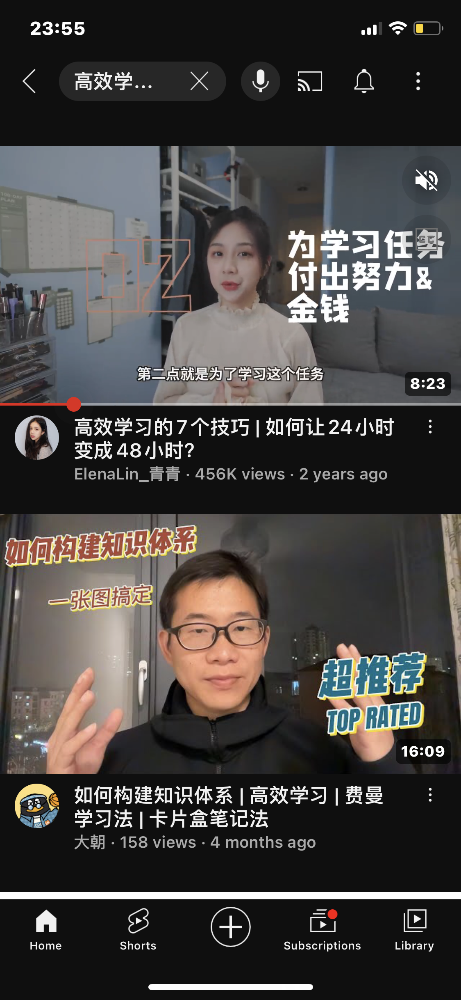 23:55
高效学...
100-DAY
PLAN
02
为学习任务
付出努力&
金钱
第二点就是为了学习这个任务
8:23
高效学习的7个技巧 | 如何让24小时
变成48小时?
ElenaLin_青青 · 456K views · 2 years ago
如何构建知识体系
一张图搞定
超推荐
TOP RATED
16:09
如何构建知识体系 | 高效学习 | 费曼
学习法 | 卡片盒笔记法
大朝 · 158 views · 4 months ago
Home
Shorts
Subscriptions
Library